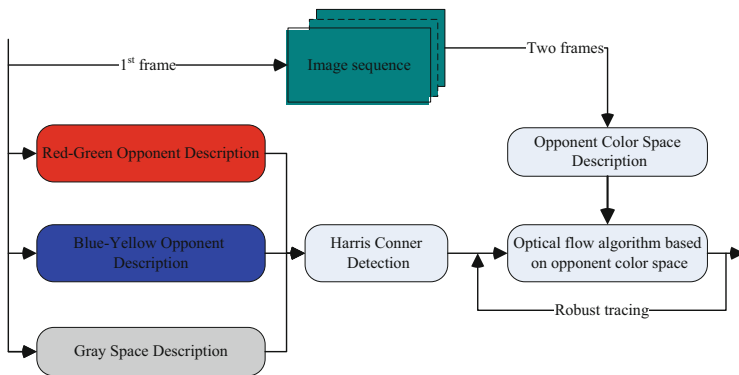 1st frame
Image sequence
Two frames
Red-Green Opponent Description
Opponent Color Space
Description
Blue-Yellow Opponent
Description
Harris Conner
Detection
Optical flow algorithm based
on opponent color space
Robust tracing
Gray Space Description